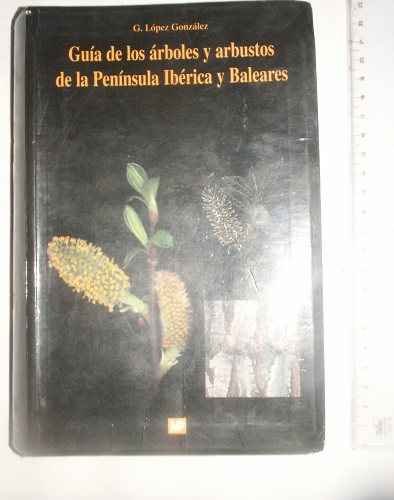 G. López González
Guía de los árboles y arbustos
de la Península Ibérica y Baleares
MP